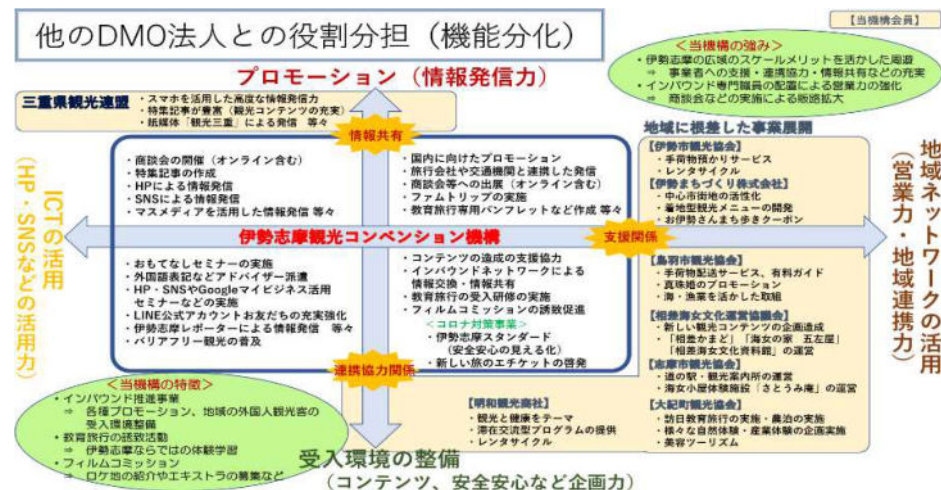 他のDMO法人との役割分担（機能分化）
【当機構会員】
＜当機構の強み＞
・伊勢志摩の広域のスケールメリットを活かした周遊
⇒ 事業者への支援・連携協力・情報共有などの充実
・インバウンド専門職員の配置による営業力の強化
⇒ 商談会などの実施による販路拡大
プロモーション（情報発信力）
三重県観光連盟
・スマホを活用した高度な情報発信力
・特集記事が豊富（観光コンテンツの充実）
・紙媒体「観光三重」による発信 等々
情報共有
・商談会の開催（オンライン含む）
・特集記事の作成
・HPによる情報発信
・SNSによる情報発信
・マスメディアを活用した情報発信 等々
・国内に向けたプロモーション
・旅行会社や交通機関と連携した発信
・商談会等への出展（オンライン含む）
・ファムトリップの実施
・教育旅行専用パンフレットなど作成 等々
ICTの活用
（HP・SNSなどの活用力）
伊勢志摩観光コンベンション機構
支援関係
・おもてなしセミナーの実施
・外国語表記などアドバイザー派遣
・HP・SNSやGoogleマイビジネス活用
セミナーなどの実施
・LINE公式アカウントお友だちの充実強化
・伊勢志摩レポーターによる情報発信 等々
・バリアフリー観光の普及
・コンテンツの造成の支援協力
・インバウンドネットワークによる
情報交換・情報共有
・教育旅行の受入研修の実施
・フィルムコミッションの誘致促進
＜コロナ対策事業＞
・伊勢志摩スタンダード
（安全安心の見える化）
・新しい旅のエチケットの啓発
連携協力関係
地域に根差した事業展開
【伊勢市観光協会】
・手荷物預かりサービス
・レンタサイクル
【伊勢まちづくり株式会社】
・中心市街地の活性化
・着地型観光メニューの開発
・お伊勢さんまち歩きクーポン
【鳥羽市観光協会】
・手荷物配送サービス、有料ガイド
・真珠婚のプロモーション
・海・漁業を活かした取組
【相差海女文化運営協議会】
・新しい観光コンテンツの企画造成
・「相差かまど」「海女の家 五左屋」
「相差海女文化資料館」の運営
【志摩市観光協会】
・道の駅・観光案内所の運営
・海女小屋体験施設「さとうみ庵」の運営
【明和観光商社】
・観光と健康をテーマ
・滞在交流型プログラムの提供
・レンタサイクル
【大紀町観光協会】
・訪日教育旅行の実施・農泊の実施
・様々な自然体験・産業体験の企画実施
・美容ツーリズム
地域ネットワークの活用
（営業力・地域連携力）
＜当機構の特徴＞
・インバウンド推進事業
⇒ 各種プロモーション、地域の外国人観光客の
受入環境整備
・教育旅行の誘致活動
⇒ 伊勢志摩ならではの体験学習
・フィルムコミッション
⇒ ロケ地の紹介やエキストラの募集など
受入環境の整備
（コンテンツ、安全安心など企画力）